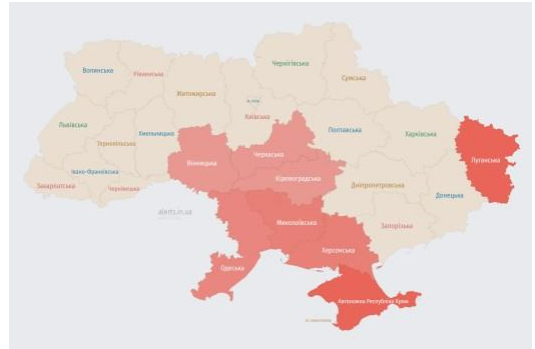 Чернігівська
Волинська
Рівненська
Сумська
Житомирська
Київська
Львівська
Хмельницька
Полтавська
Харківська
Тернопільська
Черкаська
Луганська
Вінницька
Івано-Франківська
Кіровоградська
Закарпатська
Чернівецька
Дніпропетровська
Донецька
alerts.in.ua
Миколаївська
Запорізька
Херсонська
Одеська
Автономна Республіка Крим